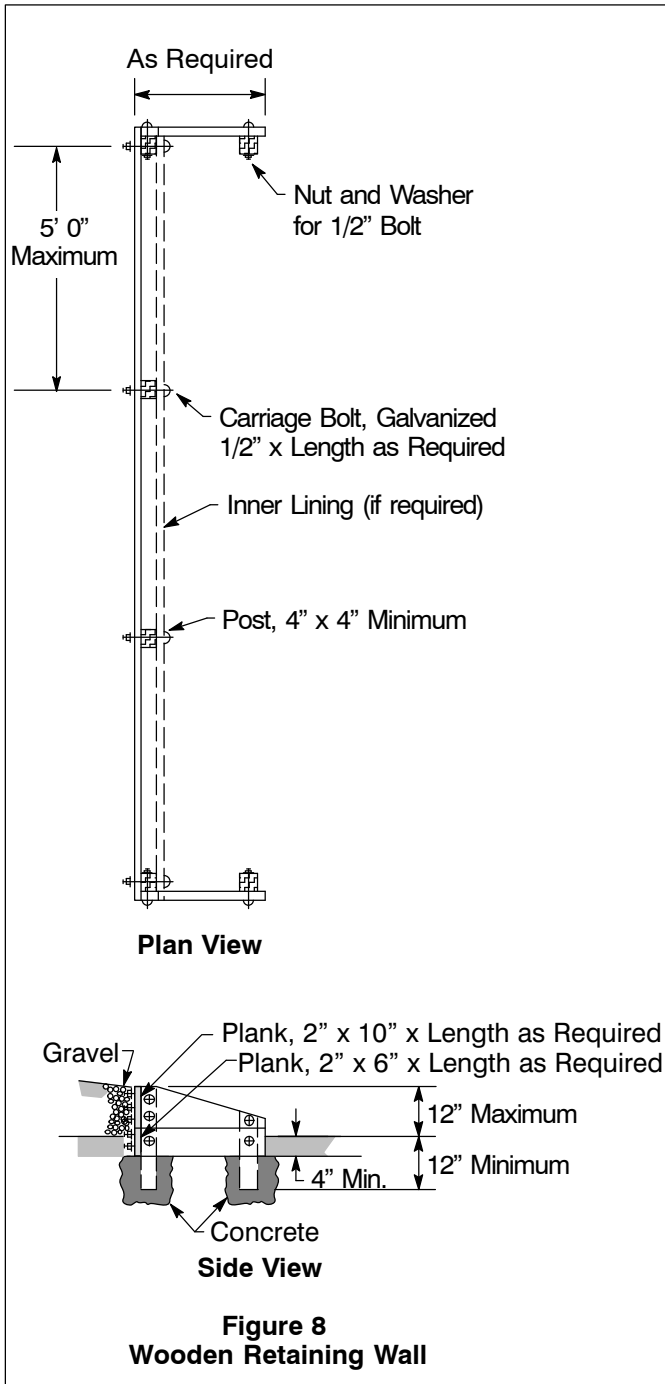 As Required
Nut and Washer
for 1/2” Bolt
5’ 0”
Maximum
Carriage Bolt, Galvanized
1/2” x Length as Required
Inner Lining (if required)
Post, 4” x 4” Minimum
Plan View
Plank, 2” x 10” x Length as Required
Gravel
Plank, 2” x 6” x Length as Required
12” Maximum
12” Minimum
4” Min.
Concrete
Side View
Figure 8
Wooden Retaining Wall